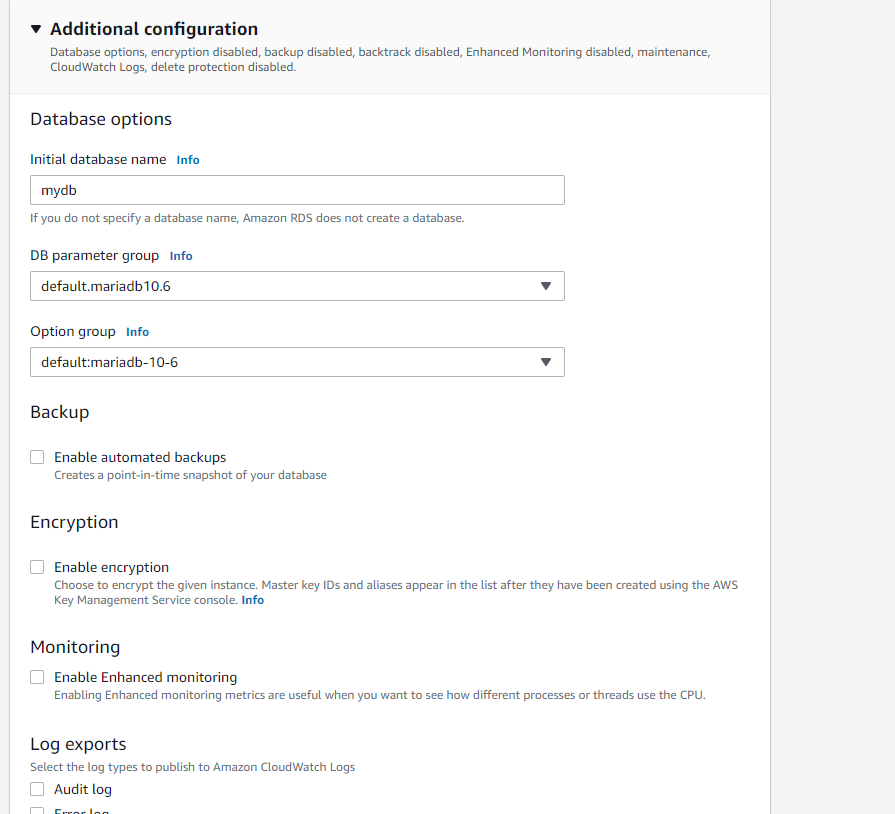 Additional configuration
Database options, encryption disabled, backup disabled, backtrack disabled, Enhanced Monitoring disabled, maintenance,
CloudWatch Logs, delete protection disabled.
Database options
Initial database name Info
mydb
If you do not specify a database name, Amazon RDS does not create a database.
DB parameter group Info
default.mariadb10.6
Option group Info
default:mariadb-10-6
Backup
Enable automated backups
Creates a point-in-time snapshot of your database
Encryption
Enable encryption
Choose to encrypt the given instance. Master key IDs and aliases appear in the list after they have been created using the AWS
Key Management Service console. Info
Monitoring
Enable Enhanced monitoring
Enabling Enhanced monitoring metrics are useful when you want to see how different processes or threads use the CPU.
Log exports
Select the log types to publish to Amazon CloudWatch Logs
Audit log
Error log